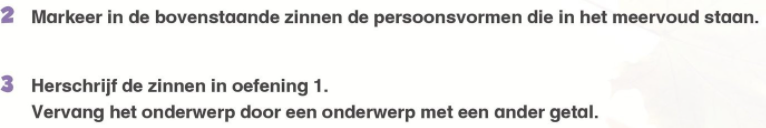 2 Markeer in de bovenstaande zinnen de persoonsvormen die in het meervoud staan.
3 Herschrijf de zinnen in oefening 1.
Vervang het onderwerp door een onderwerp met een ander getal.